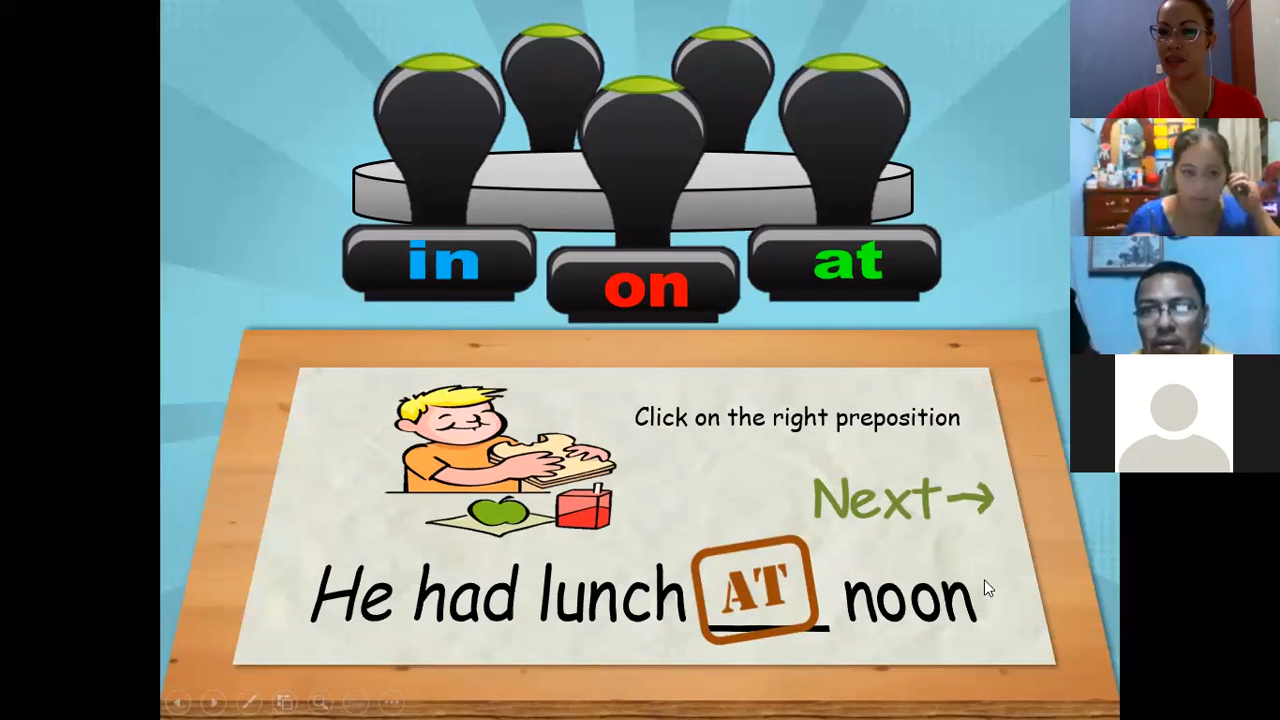 in on at
Click on the right preposition
Next→
He had lunch AT noon